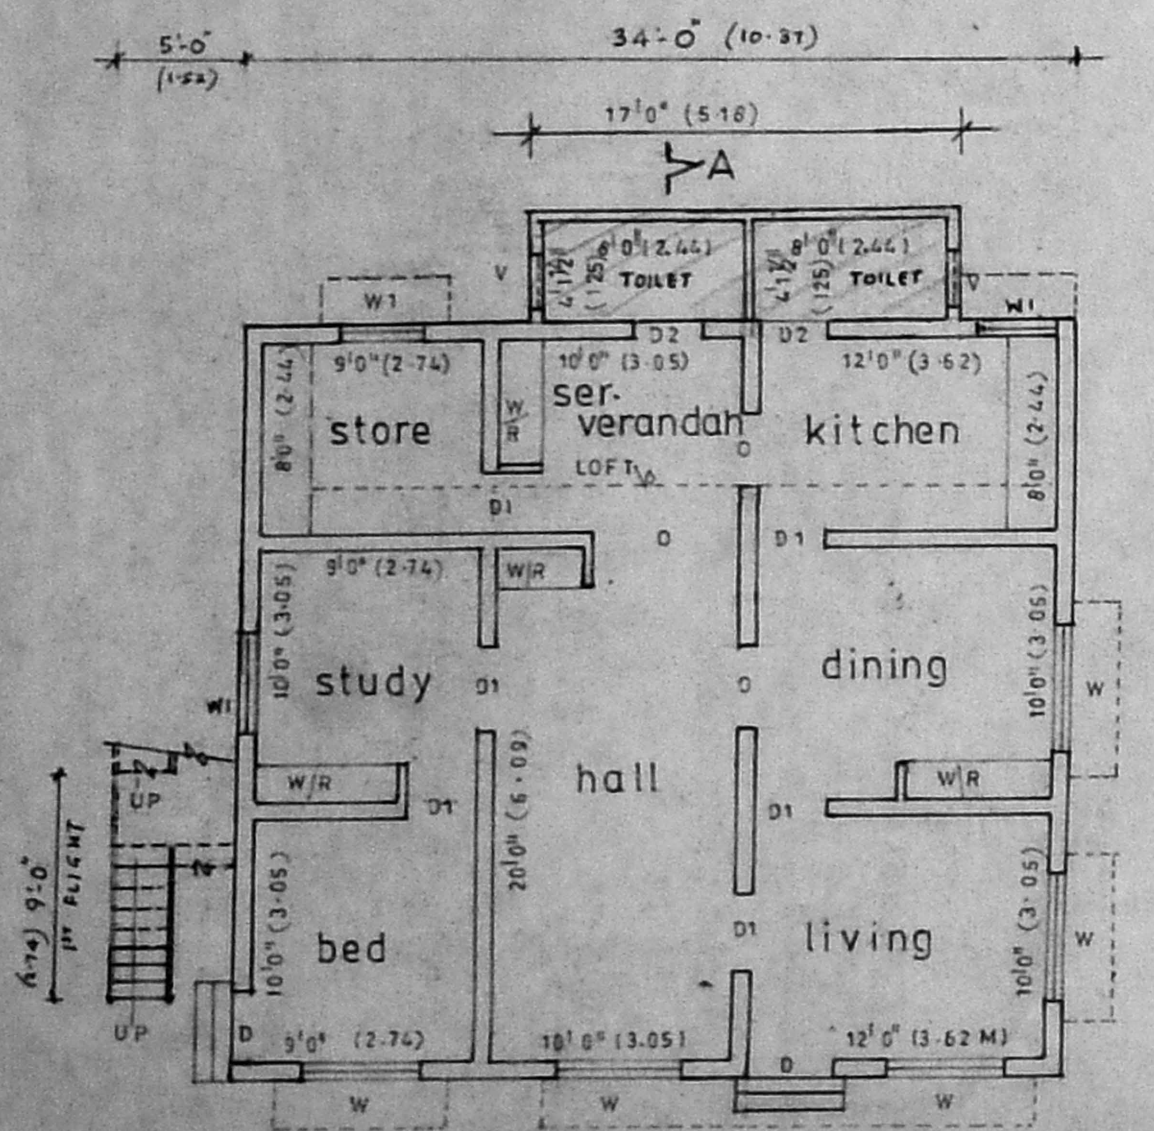 5'-0"
34'-0" (10.37)
(1.52)
17'0" (5.18)
A
8'0" (2.44)
8'0" (2.44)
4'1½"
(1.25)
TOILET
4'1½"
(1.25)
TOILET
V
V
W1
W1
D2
D2
9'0" (2.74)
10'0" (3.05)
12'0" (3.62)
8'0" (2.44)
store
W/R
ser.
verandah
kitchen
8'0" (2.44)
O
LOFT
D1
O
D1
9'0" (2.74)
W/R
10'0" (3.05)
study
D1
O
dining
10'0" (3.05)
W
W1
W/R
hall
W/R
UP
D1
20'0" (6.09)
D1
9'-0"
1ST FLIGHT
10'0" (3.05)
bed
D1
living
10'0" (3.05)
W
UP
D
9'0" (2.74)
10'0" (3.05)
12'0" (3.62 M)
D
W
W
W